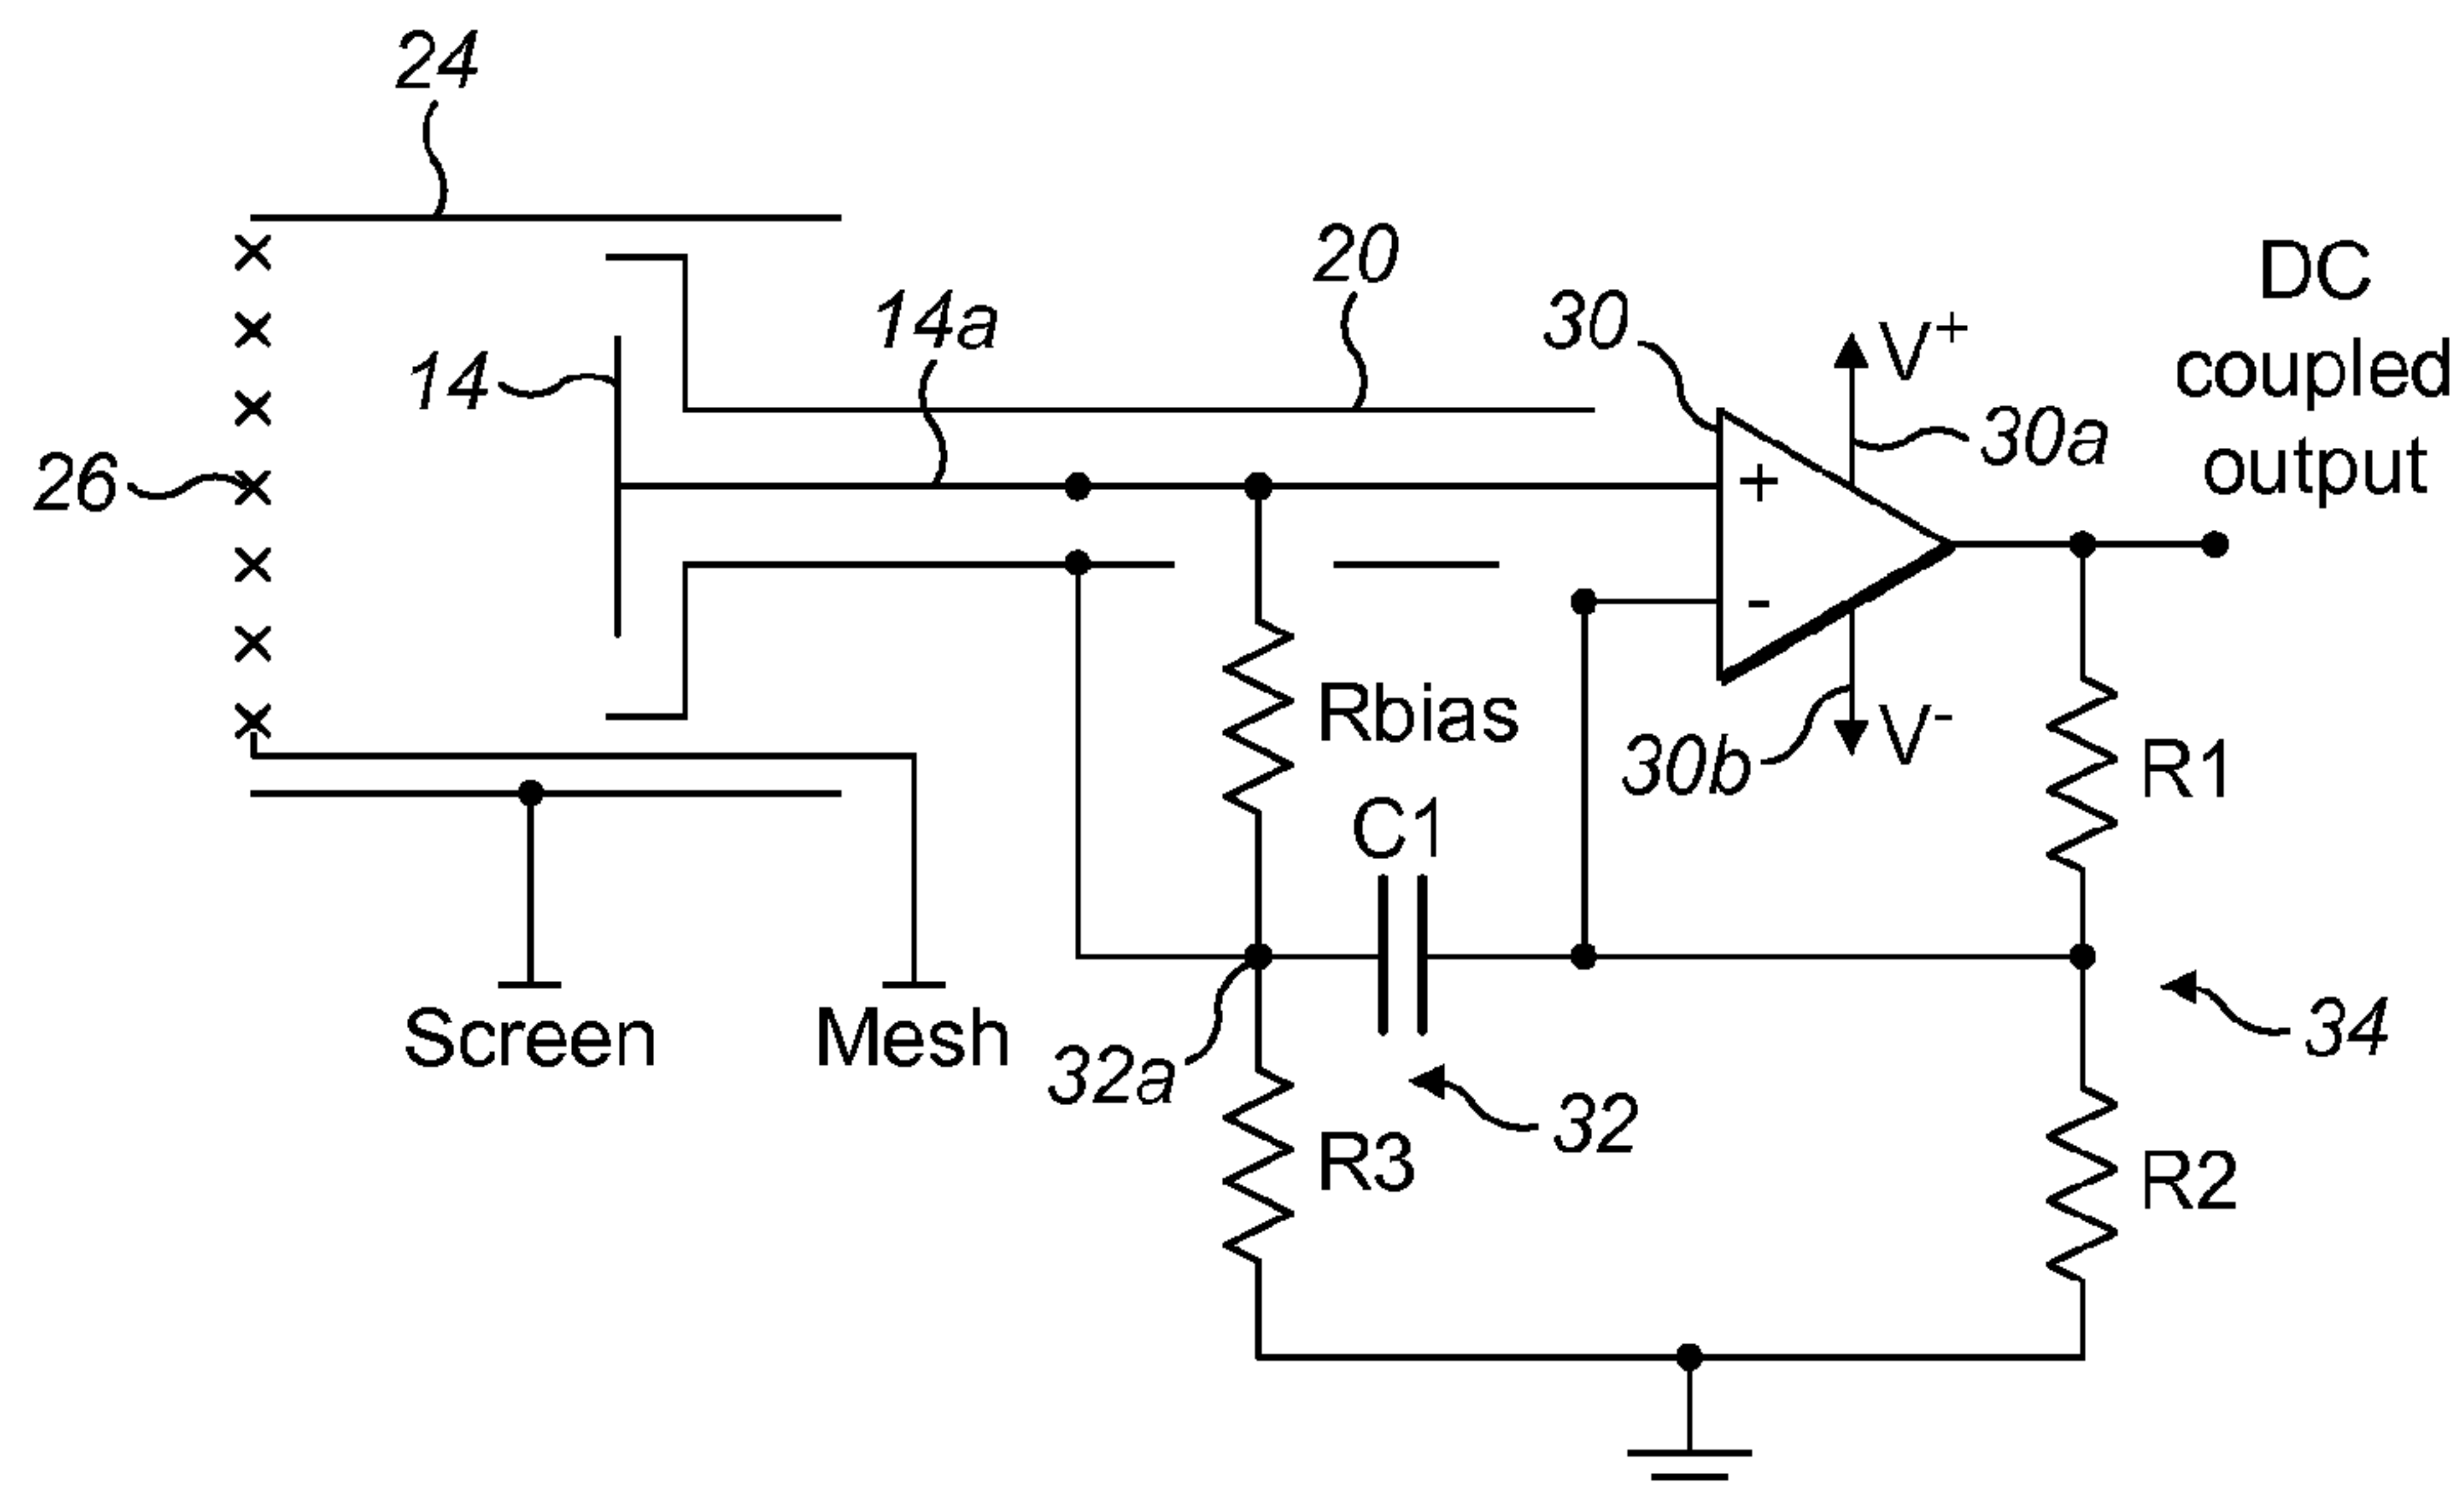 24
20
DC
coupled
output
14a
30
V+
14
30a
26
+
-
Rbias
V-
30b
R1
C1
Screen
Mesh
32a
34
32
R3
R2